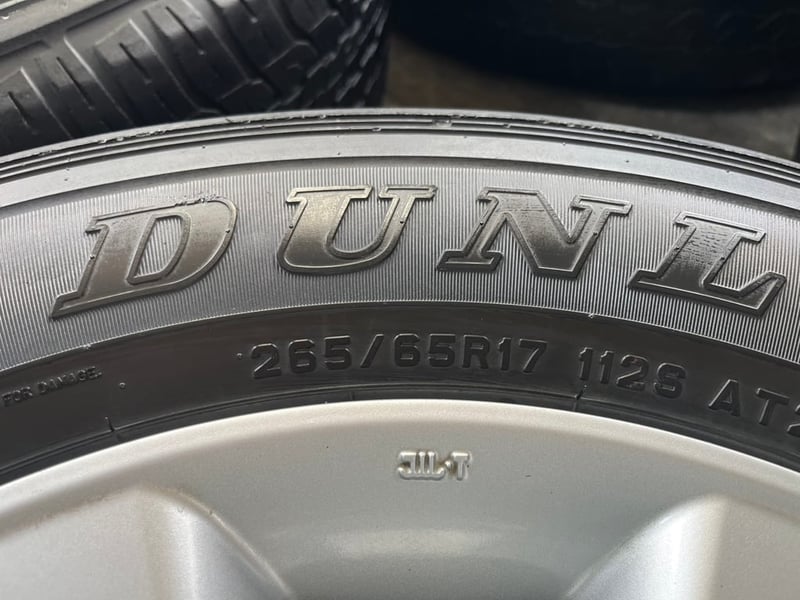 DUNL
265/65R17 112S AT2
FOR DAMAGE.
JWL-T